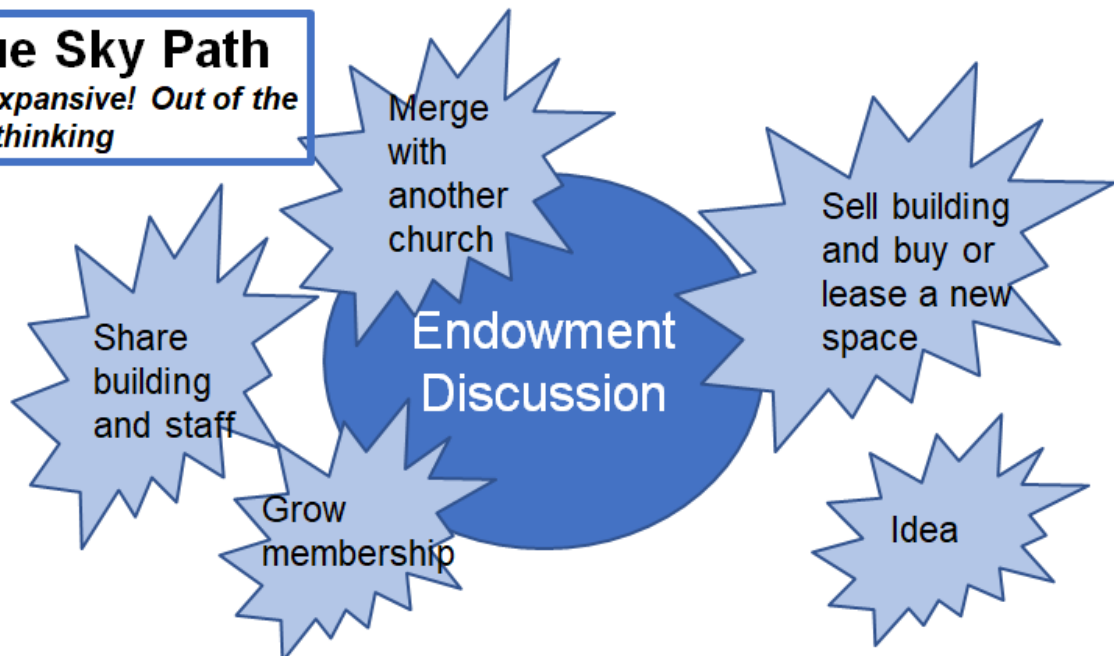 ue Sky Path
xpansive! Out of the
thinking
Merge
with
another
church
Sell building
and buy or
lease a new
space
Share
building
and staff
Endowment
Discussion
Grow
membership
Idea